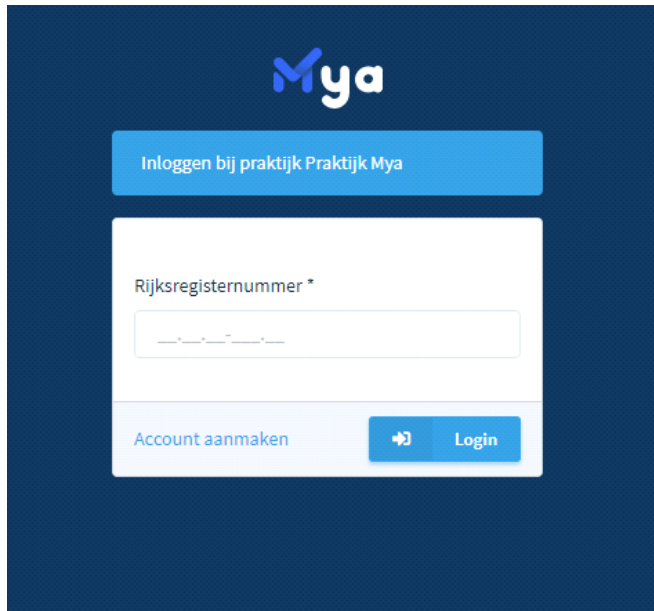 Mya
Inloggen bij praktijk Praktijk Mya
Rijksregisternummer *
__.__.__-___.__
Account aanmaken
Login